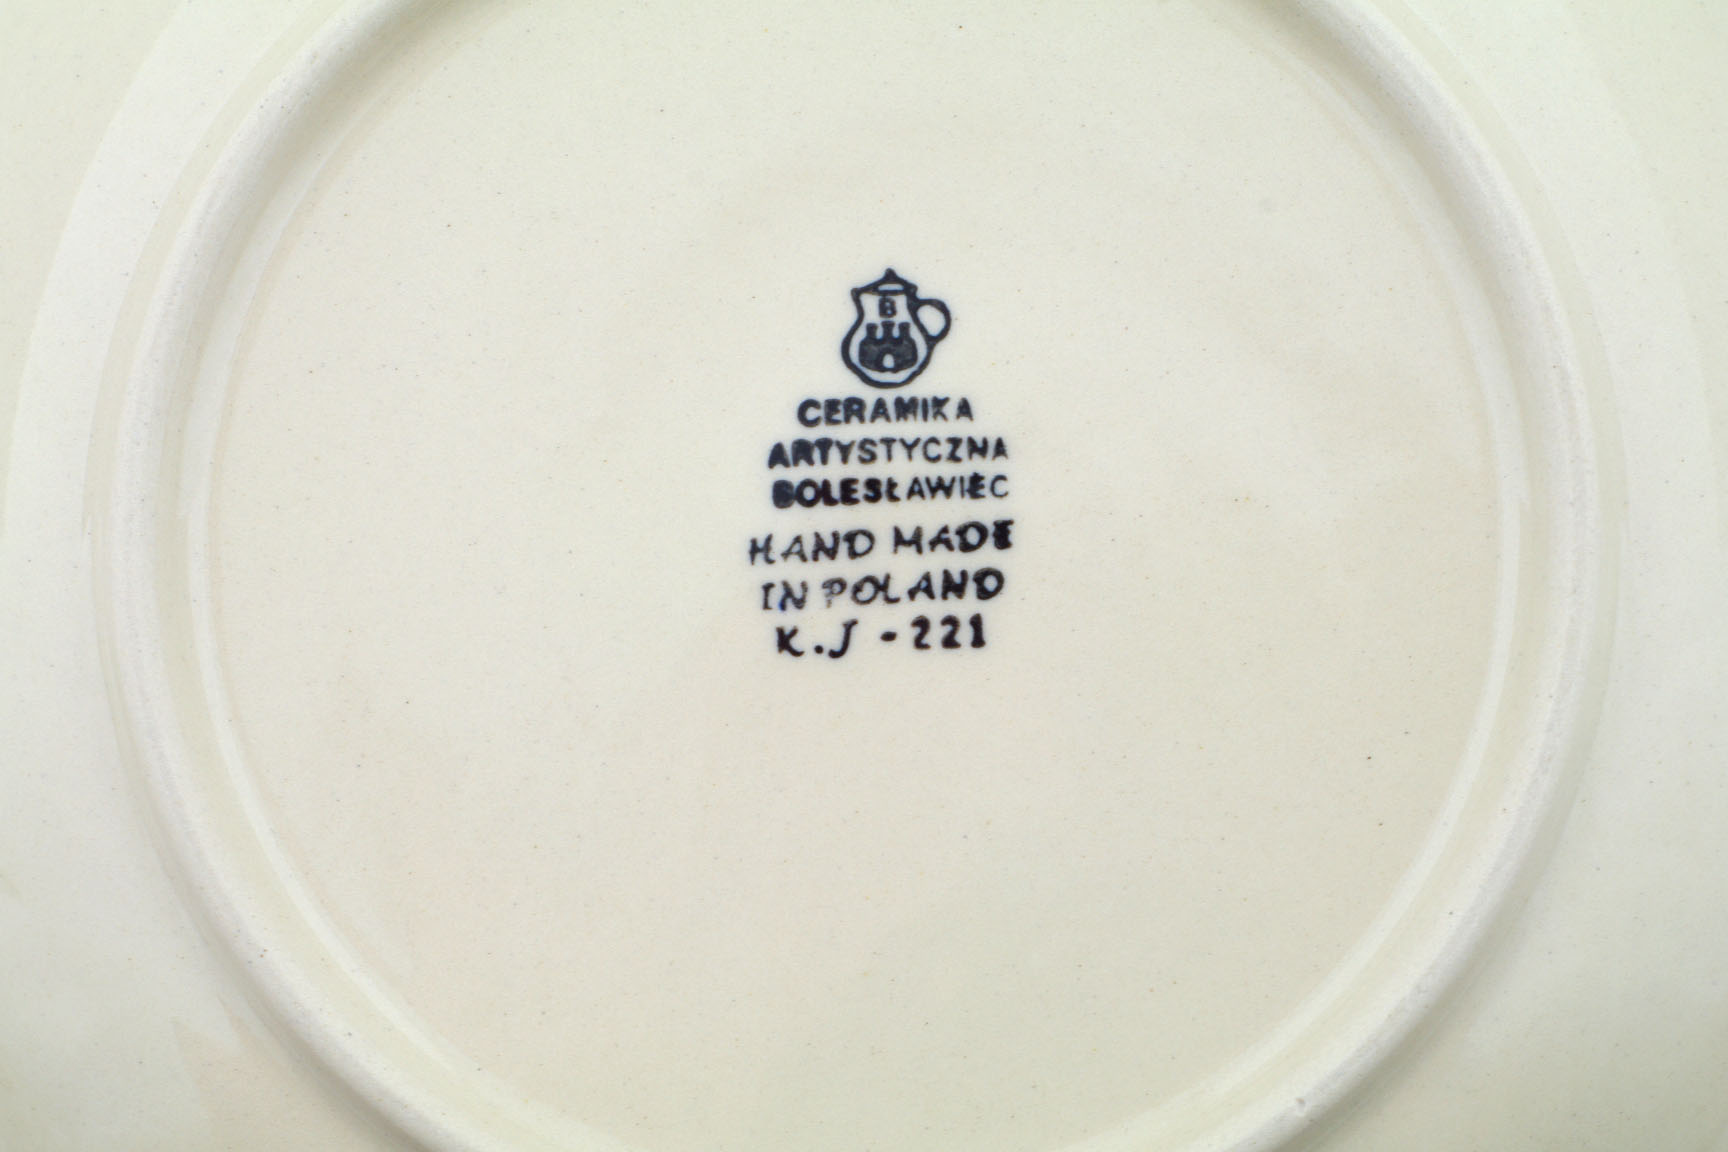 B
CERAMIKA
ARTYSTYCZNA
BOLESŁAWIEC
HAND MADE
IN POLAND
K.J - 221